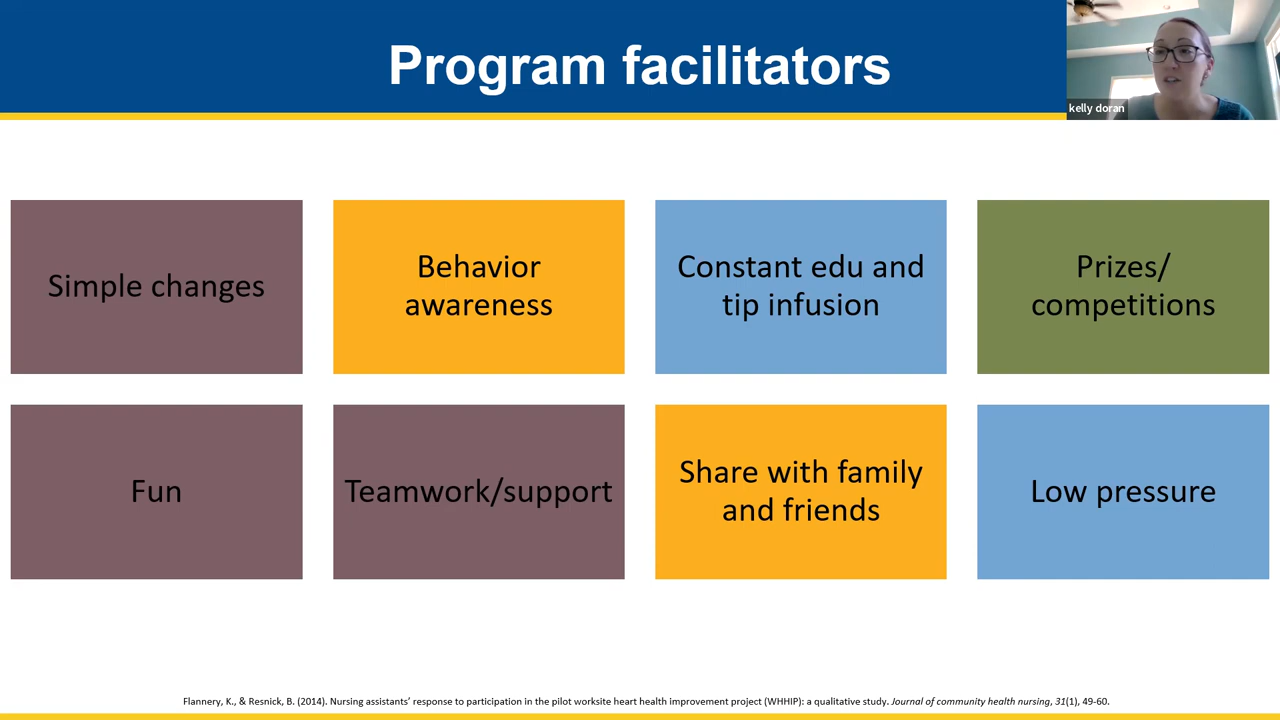 Program facilitators
kelly doran
Simple changes
Behavior
awareness
Constant edu and
tip infusion
Prizes/
competitions
Fun
Teamwork/support
Share with family
and friends
Low pressure
Flannery, K., & Resnick, B. (2014). Nursing assistants’ response to participation in the pilot worksite heart health improvement project (WHHIP): a qualitative study. Journal of community health nursing, 31(1), 49-60.